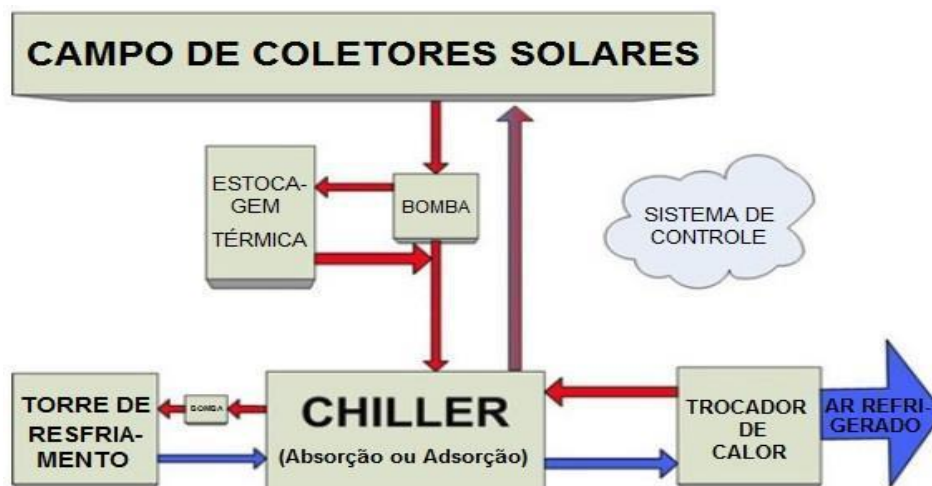 CAMPO DE COLETORES SOLARES
ESTOCA-
GEM
TÉRMICA
BOMBA
SISTEMA DE
CONTROLE
TORRE DE
RESFRIA-
MENTO
BOMBA
CHILLER
(Absorção ou Adsorção)
TROCADOR
DE
CALOR
AR REFRI-
GERADO